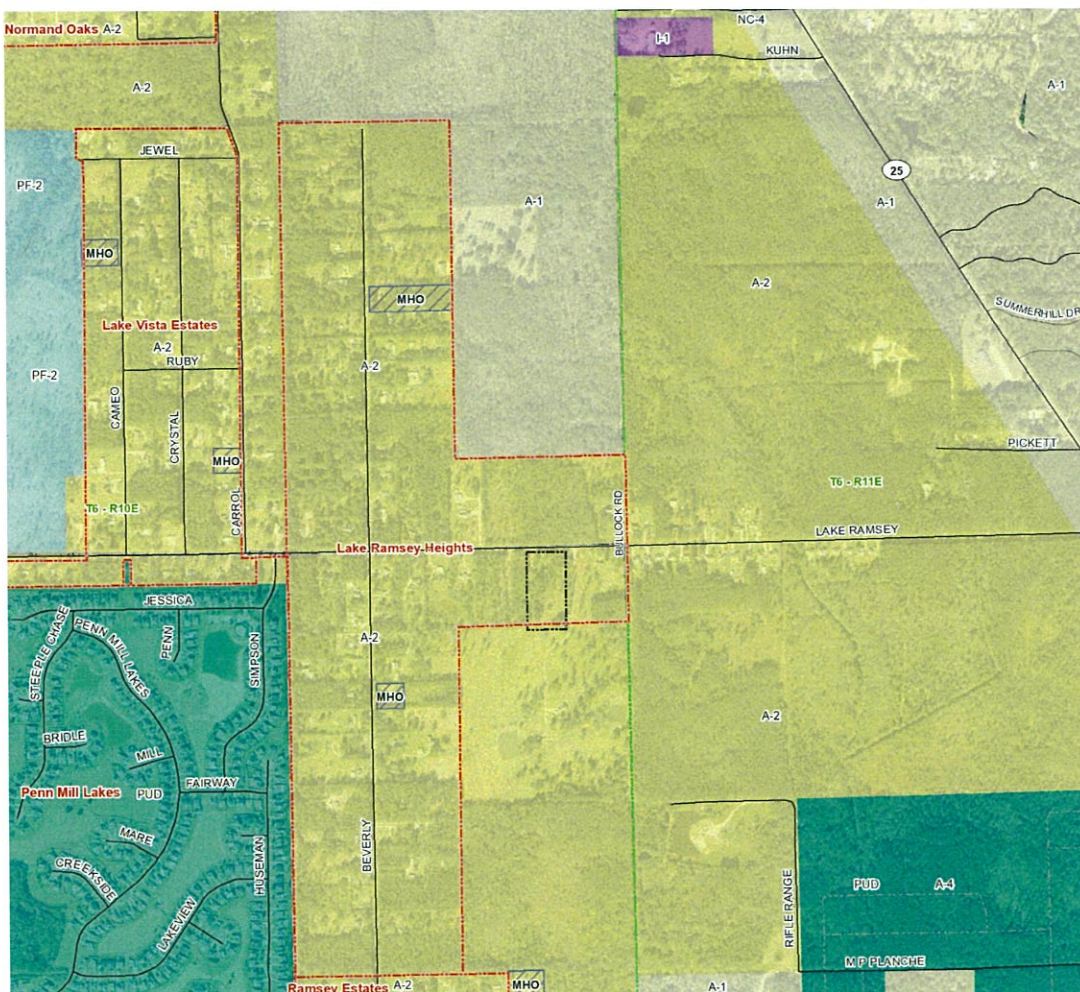 Normand Oaks A-2
NC-4
I-1
KUHN
A-2
A-1
JEWEL
25
PF-2
A-1
A-1
MHO
A-2
MHO
SUMMERHILL DR
Lake Vista Estates
A-2
RUBY
A-2
PF-2
CAMEO
CRYSTAL
PICKETT
MHO
T6 - R11E
T6 - R10E
CARROL
BULLOCK RD
LAKE RAMSEY
Lake Ramsey Heights
JESSICA
STEEPLE CHASE
PENN MILL LAKES
PENN
SIMPSON
A-2
MHO
A-2
BRIDLE
MILL
FAIRWAY
Penn Mill Lakes PUD
MARE
BEVERLY
CREEKSIDE
HUSEMAN
PUD A-4
LAKEVIEW
RIFLE RANGE
M P PLANCHE
Ramsey Estates A-2
MHO
A-1